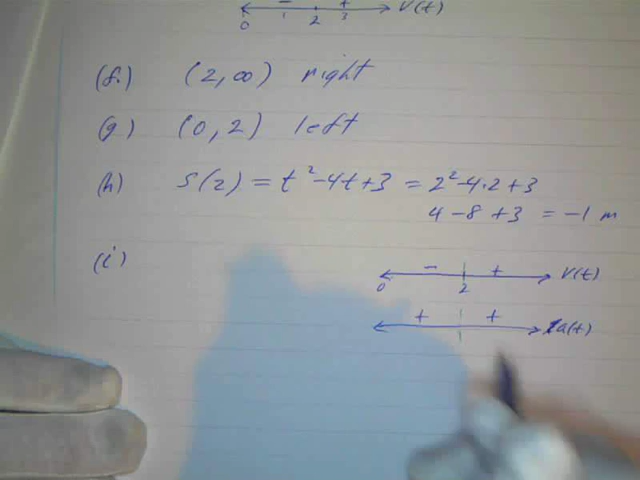 − +
0 1 2 3 V(t)
(f.) (2,∞) right
(g) (0,2) left
(h) S(2) = t²-4t+3 = 2²-4·2+3
4-8+3 = -1 m
(i)
− +
0 2 V(t)
+ +
a(t)